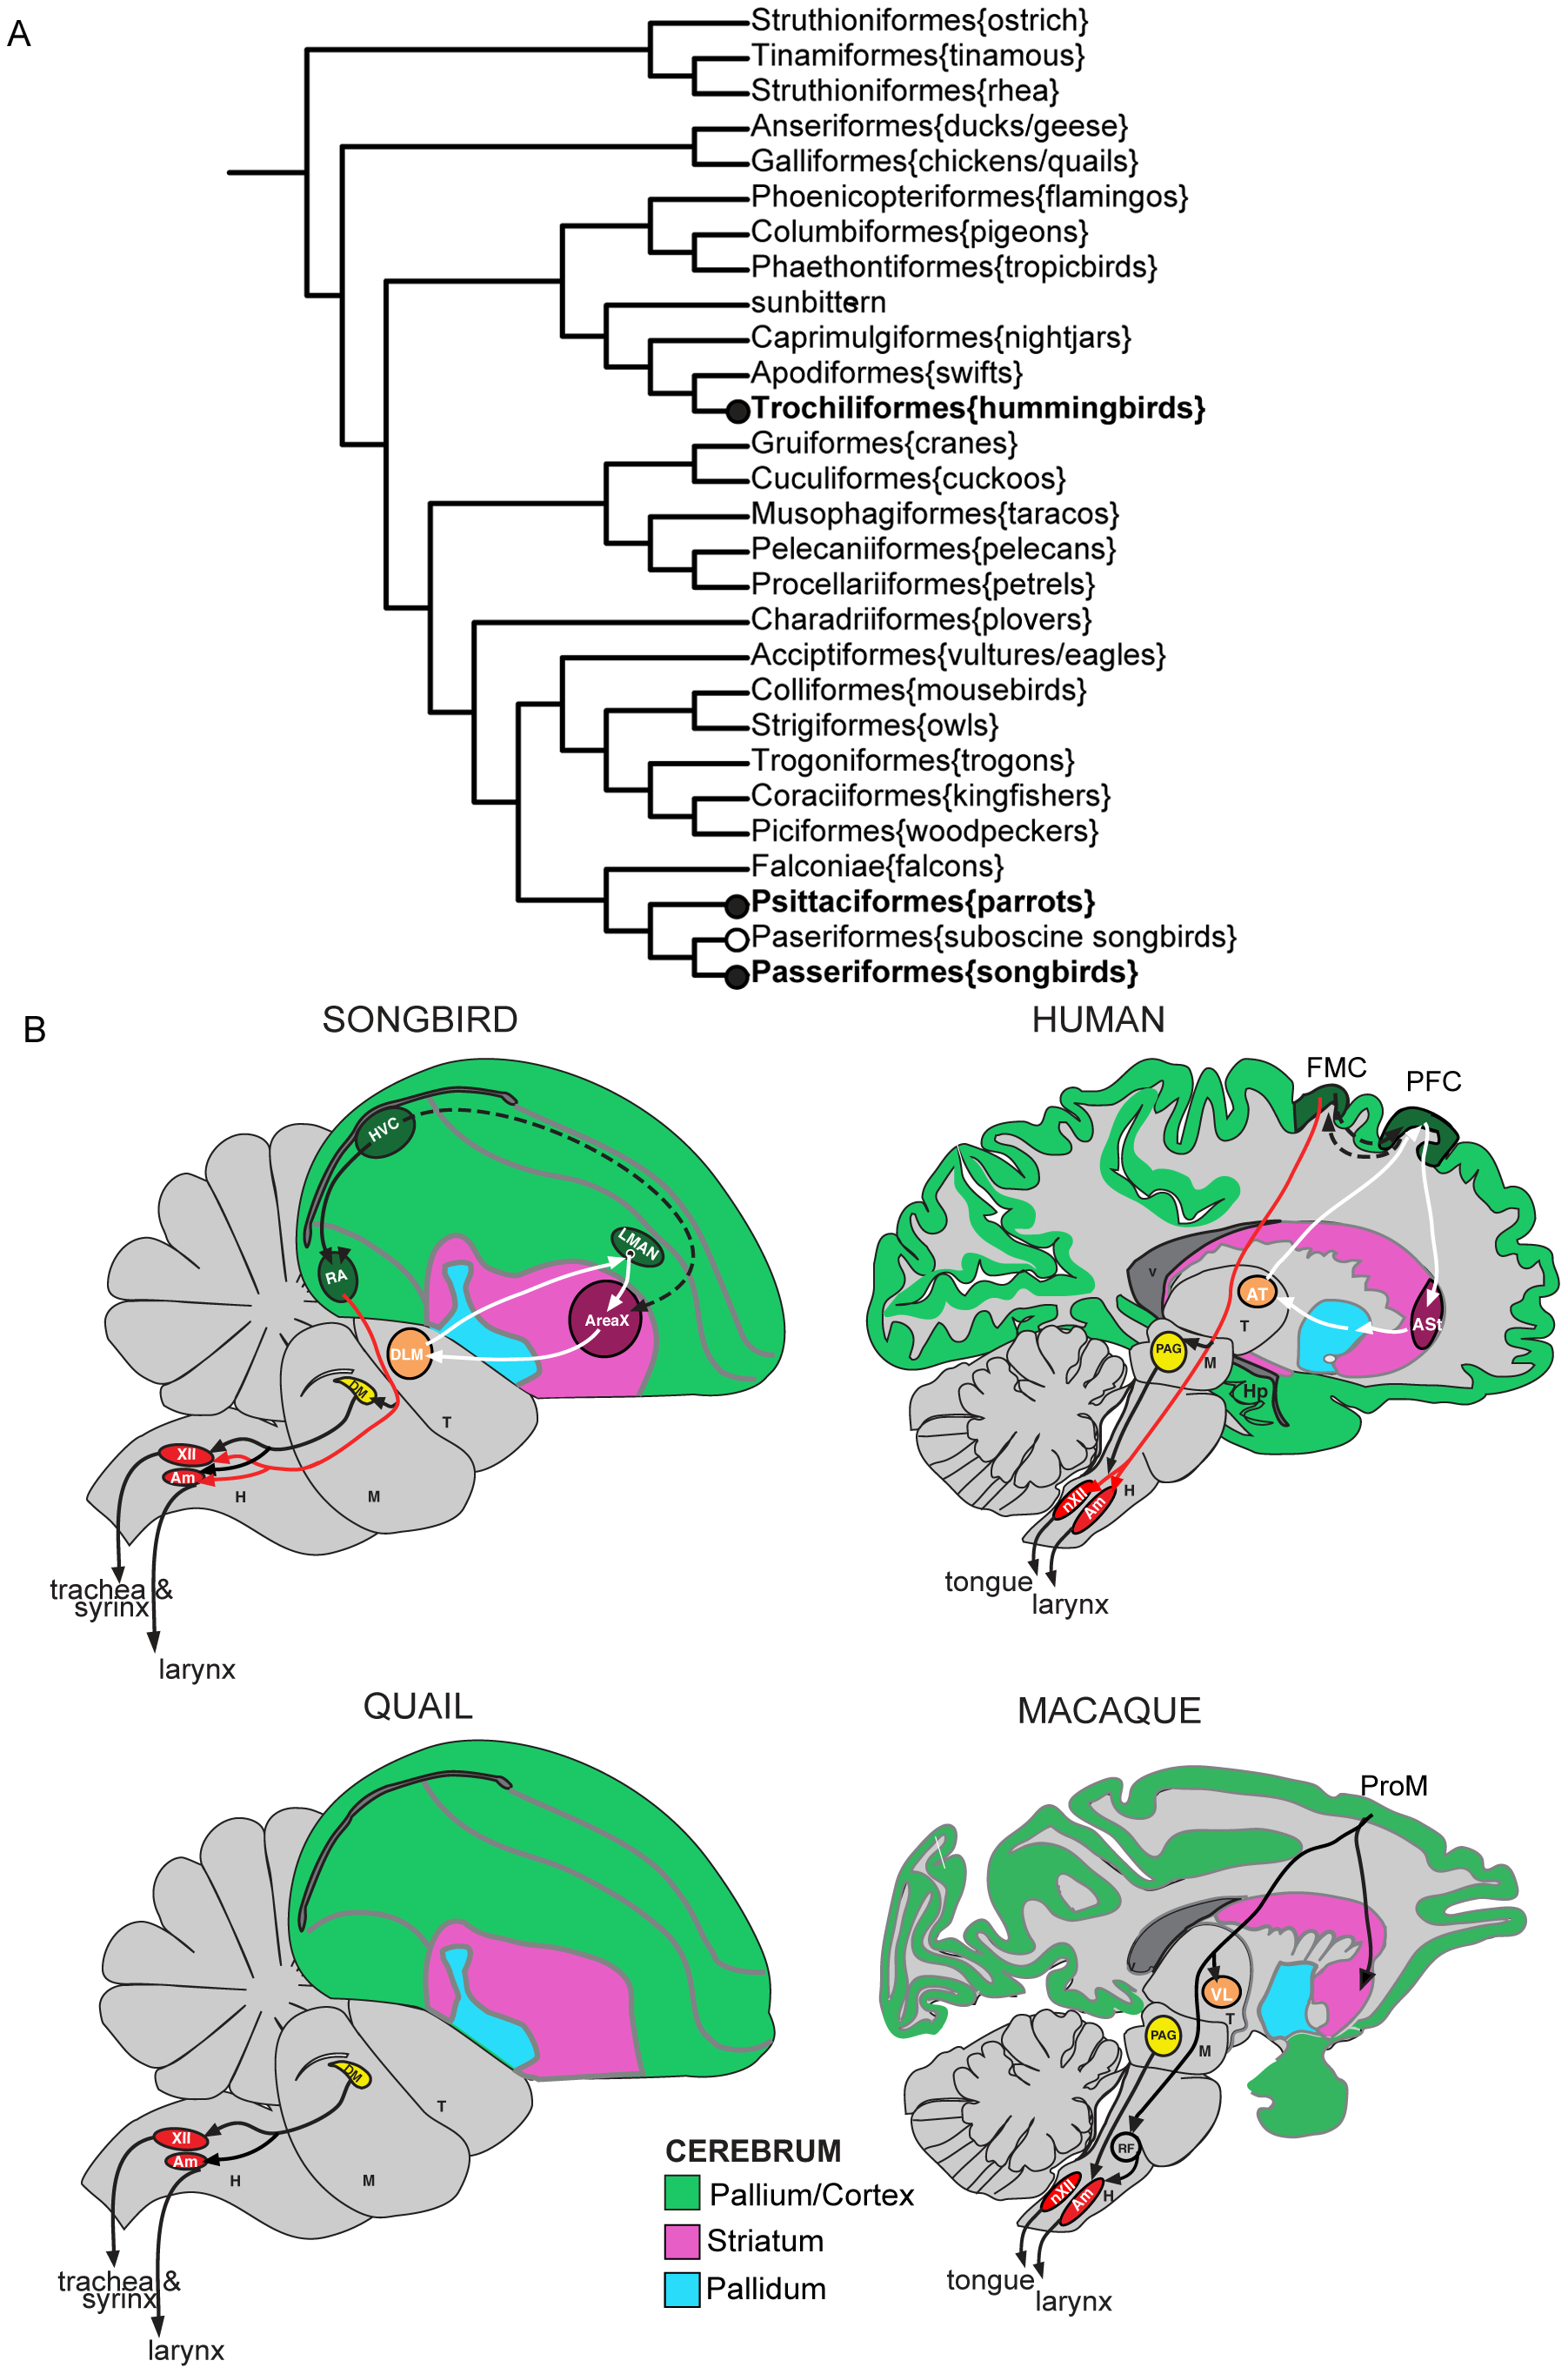 A
Struthioniformes{ostrich}
Tinamiformes{tinamous}
Struthioniformes{rhea}
Anseriformes{ducks/geese}
Galliformes{chickens/quails}
Phoenicopteriformes{flamingos}
Columbiformes{pigeons}
Phaethontiformes{tropicbirds}
sunbittern
Caprimulgiformes{nightjars}
Apodiformes{swifts}
Trochiliformes{hummingbirds}
Gruiformes{cranes}
Cuculiformes{cuckoos}
Musophagiformes{taracos}
Pelecaniiformes{pelecans}
Procellariiformes{petrels}
Charadriiformes{plovers}
Acciptiformes{vultures/eagles}
Colliformes{mousebirds}
Strigiformes{owls}
Trogoniformes{trogons}
Coraciiformes{kingfishers}
Piciformes{woodpeckers}
Falconiae{falcons}
Psittaciformes{parrots}
Paseriformes{suboscine songbirds}
Passeriformes{songbirds}
B
SONGBIRD
HVC
LMAN
RA
AreaX
DLM
DM
T
XII
Am
H
M
trachea &
syrinx
larynx
HUMAN
FMC
PFC
v
AT
ASt
T
PAG
M
Hp
nXII
Am
H
tongue
larynx
QUAIL
DM
T
XII
Am
H
M
trachea &
syrinx
larynx
CEREBRUM
Pallium/Cortex
Striatum
Pallidum
MACAQUE
ProM
VL
T
PAG
M
RF
nXII
Am
H
tongue
larynx